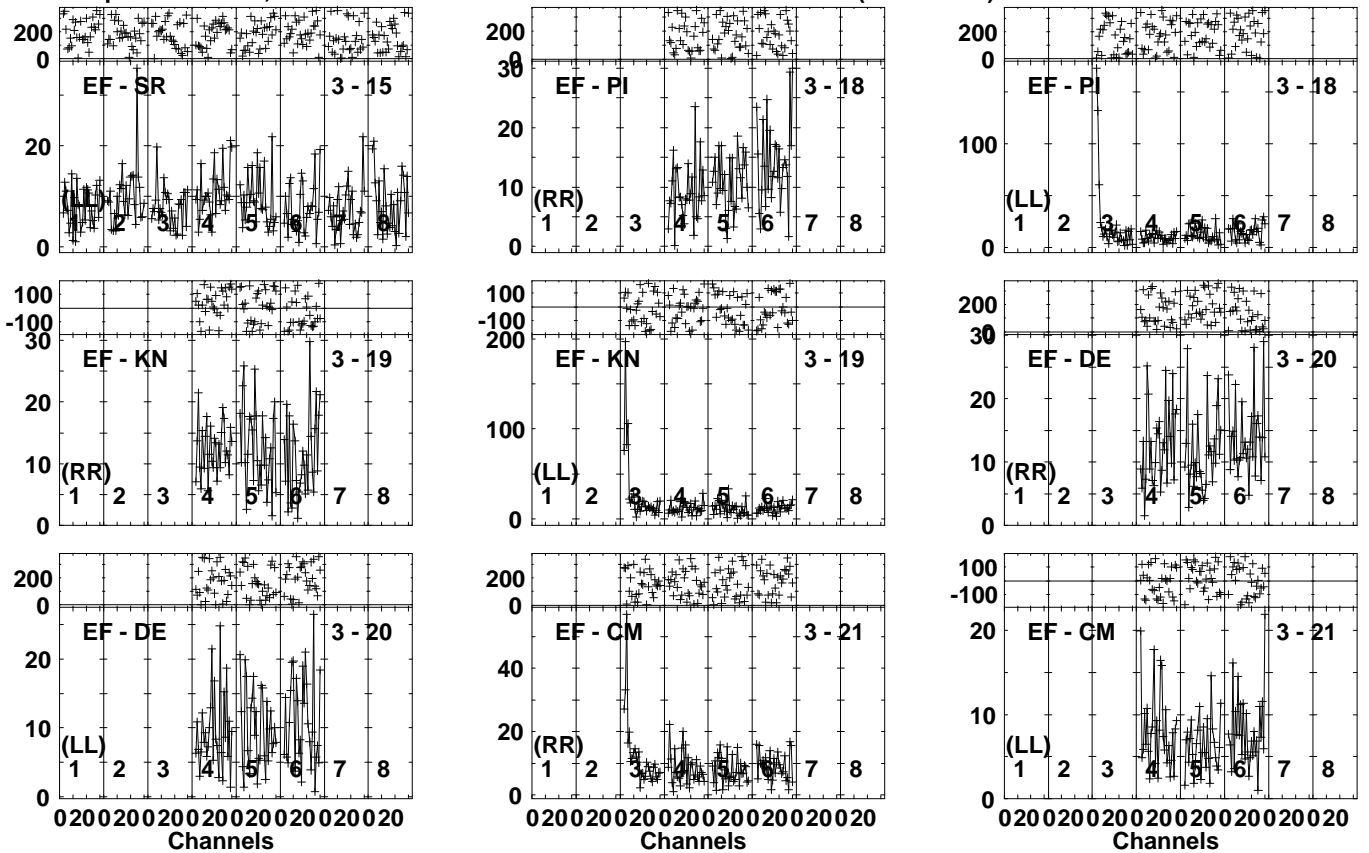 200 200 200
0 0 0
EF - SR 3 - 15 30 EF - PI 3 - 18 EF - PI 3 - 18
20 20 100
10
(LL) (RR) (LL)
1 2 3 4 5 6 7 8 1 2 3 4 5 6 7 8 1 2 3 4 5 6 7 8
0 0 0
100 100 200
-100 -100 0
30 EF - KN 3 - 19 200 EF - KN 3 - 19 30 EF - DE 3 - 20
20 100 20
10 10
(RR) (LL) (RR)
1 2 3 4 5 6 7 8 1 2 3 4 5 6 7 8 1 2 3 4 5 6 7 8
0 0 0
200 200 100
0 0 -100
EF - DE 3 - 20 EF - CM 3 - 21 20 EF - CM 3 - 21
20 40
10 20 10
(LL) (RR) (LL)
1 2 3 4 5 6 7 8 1 2 3 4 5 6 7 8 1 2 3 4 5 6 7 8
0 0 0
0 20 0 20 0 20 0 20 0 20 0 20 0 20 0 20 0 20 0 20 0 20 0 20 0 20 0 20 0 20 0 20 0 20 0 20 0 20 0 20 0 20 0 20 0 20 0 20
Channels Channels Channels